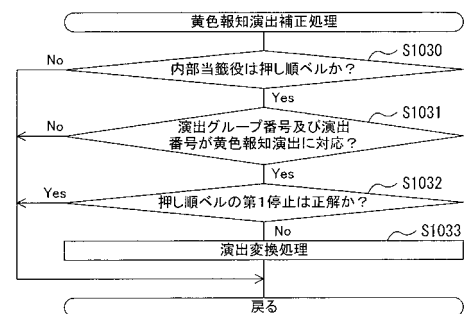 黄色報知演出補正処理
S1030
No
内部当籤役は押し順ベルか?
Yes
S1031
No
演出グループ番号及び演出
番号が黄色報知演出に対応?
Yes
S1032
Yes
押し順ベルの第1停止は正解か?
No
S1033
演出変換処理
戻る